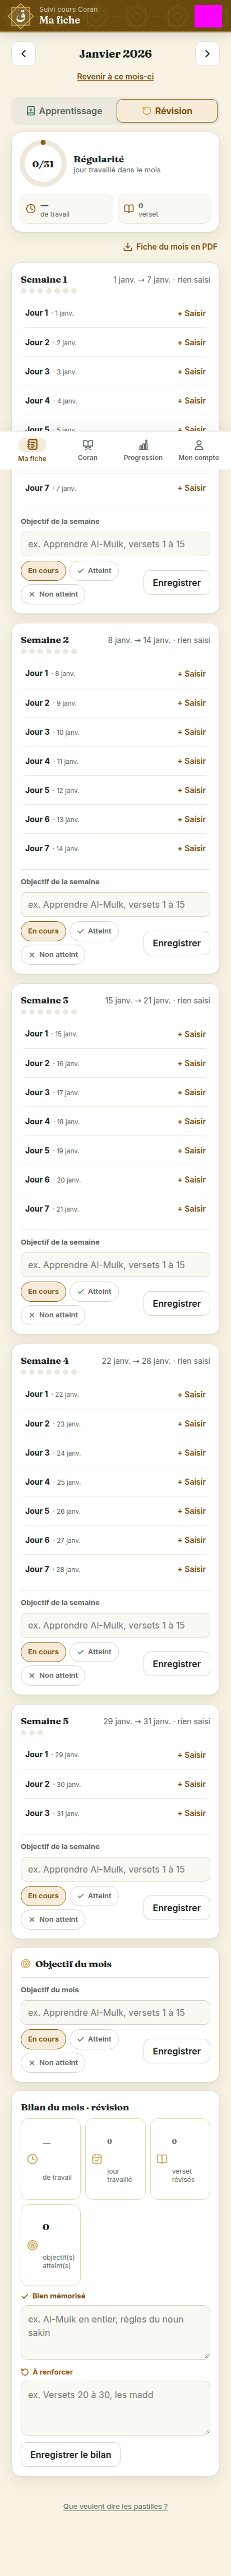 Suivi cours Coran
Ma fiche
Janvier 2026
Revenir à ce mois-ci
Apprentissage
Révision
0/31
Régularité
jour travaillé dans le mois
—
de travail
0
verset
Fiche du mois en PDF
Semaine 1
1 janv. → 7 janv. · rien saisi
Jour 1 · 1 janv.
+ Saisir
Jour 2 · 2 janv.
+ Saisir
Jour 3 · 3 janv.
+ Saisir
Jour 4 · 4 janv.
+ Saisir
Jour 5 · 5 janv.
+ Saisir
Ma fiche
Coran
Progression
Mon compte
Jour 7 · 7 janv.
+ Saisir
Objectif de la semaine
ex. Apprendre Al-Mulk, versets 1 à 15
En cours
Atteint
Non atteint
Enregistrer
Semaine 2
8 janv. → 14 janv. · rien saisi
Jour 1 · 8 janv.
+ Saisir
Jour 2 · 9 janv.
+ Saisir
Jour 3 · 10 janv.
+ Saisir
Jour 4 · 11 janv.
+ Saisir
Jour 5 · 12 janv.
+ Saisir
Jour 6 · 13 janv.
+ Saisir
Jour 7 · 14 janv.
+ Saisir
Objectif de la semaine
ex. Apprendre Al-Mulk, versets 1 à 15
En cours
Atteint
Non atteint
Enregistrer
Semaine 3
15 janv. → 21 janv. · rien saisi
Jour 1 · 15 janv.
+ Saisir
Jour 2 · 16 janv.
+ Saisir
Jour 3 · 17 janv.
+ Saisir
Jour 4 · 18 janv.
+ Saisir
Jour 5 · 19 janv.
+ Saisir
Jour 6 · 20 janv.
+ Saisir
Jour 7 · 21 janv.
+ Saisir
Objectif de la semaine
ex. Apprendre Al-Mulk, versets 1 à 15
En cours
Atteint
Non atteint
Enregistrer
Semaine 4
22 janv. → 28 janv. · rien saisi
Jour 1 · 22 janv.
+ Saisir
Jour 2 · 23 janv.
+ Saisir
Jour 3 · 24 janv.
+ Saisir
Jour 4 · 25 janv.
+ Saisir
Jour 5 · 26 janv.
+ Saisir
Jour 6 · 27 janv.
+ Saisir
Jour 7 · 28 janv.
+ Saisir
Objectif de la semaine
ex. Apprendre Al-Mulk, versets 1 à 15
En cours
Atteint
Non atteint
Enregistrer
Semaine 5
29 janv. → 31 janv. · rien saisi
Jour 1 · 29 janv.
+ Saisir
Jour 2 · 30 janv.
+ Saisir
Jour 3 · 31 janv.
+ Saisir
Objectif de la semaine
ex. Apprendre Al-Mulk, versets 1 à 15
En cours
Atteint
Non atteint
Enregistrer
Objectif du mois
Objectif du mois
ex. Apprendre Al-Mulk, versets 1 à 15
En cours
Atteint
Non atteint
Enregistrer
Bilan du mois · révision
—
de travail
0
jour
travaillé
0
verset
révisés
0
objectif(s)
atteint(s)
Bien mémorisé
ex. Al-Mulk en entier, règles du noun
sakin
À renforcer
ex. Versets 20 à 30, les madd
Enregistrer le bilan
Que veulent dire les pastilles ?